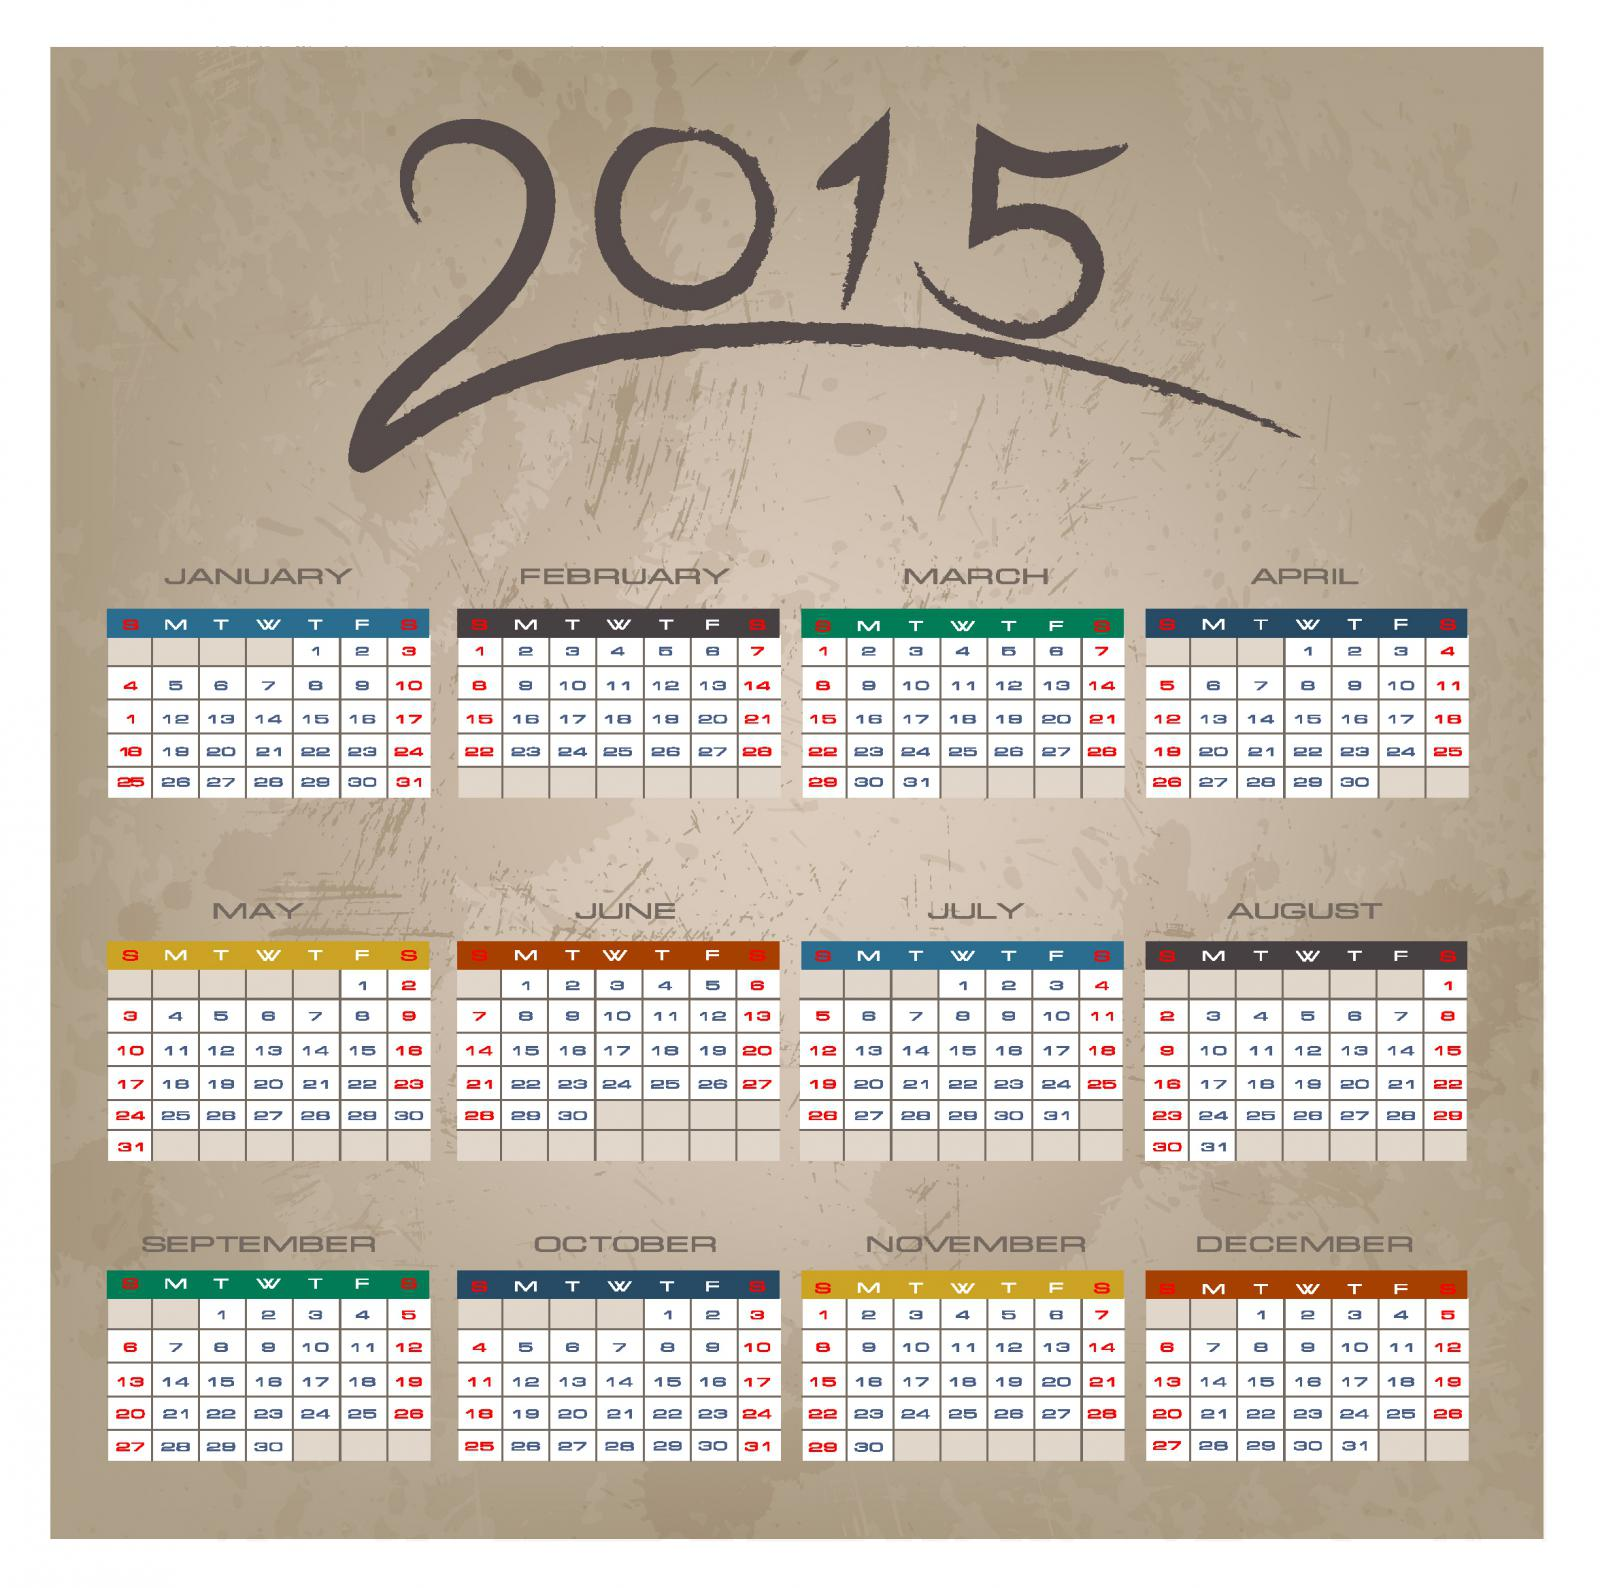 2015
JANUARY
S M T W T F S
1 2 3
4 5 6 7 8 9 10
1 12 13 14 15 16 17
18 19 20 21 22 23 24
25 26 27 28 29 30 31
FEBRUARY
S M T W T F S
1 2 3 4 5 6 7
8 9 10 11 12 13 14
15 16 17 18 19 20 21
22 23 24 25 26 27 28
MARCH
S M T W T F S
1 2 3 4 5 6 7
8 9 10 11 12 13 14
15 16 17 18 19 20 21
22 23 24 25 26 27 28
29 30 31
APRIL
S M T W T F S
1 2 3 4
5 6 7 8 9 10 11
12 13 14 15 16 17 18
19 20 21 22 23 24 25
26 27 28 29 30
MAY
S M T W T F S
1 2
3 4 5 6 7 8 9
10 11 12 13 14 15 16
17 18 19 20 21 22 23
24 25 26 27 28 29 30
31
JUNE
S M T W T F S
1 2 3 4 5 6
7 8 9 10 11 12 13
14 15 16 17 18 19 20
21 22 23 24 25 26 27
28 29 30
JULY
S M T W T F S
1 2 3 4
5 6 7 8 9 10 11
12 13 14 15 16 17 18
19 20 21 22 23 24 25
26 27 28 29 30 31
AUGUST
S M T W T F S
1
2 3 4 5 6 7 8
9 10 11 12 13 14 15
16 17 18 19 20 21 22
23 24 25 26 27 28 29
30 31
SEPTEMBER
S M T W T F S
1 2 3 4 5
6 7 8 9 10 11 12
13 14 15 16 17 18 19
20 21 22 23 24 25 26
27 28 29 30
OCTOBER
S M T W T F S
1 2 3
4 5 6 7 8 9 10
11 12 13 14 15 16 17
18 19 20 21 22 23 24
25 26 27 28 29 30 31
NOVEMBER
S M T W T F S
1 2 3 4 5 6 7
8 9 10 11 12 13 14
15 16 17 18 19 20 21
22 23 24 25 26 27 28
29 30
DECEMBER
S M T W T F S
1 2 3 4 5
6 7 8 9 10 11 12
13 14 15 16 17 18 19
20 21 22 23 24 25 26
27 28 29 30 31